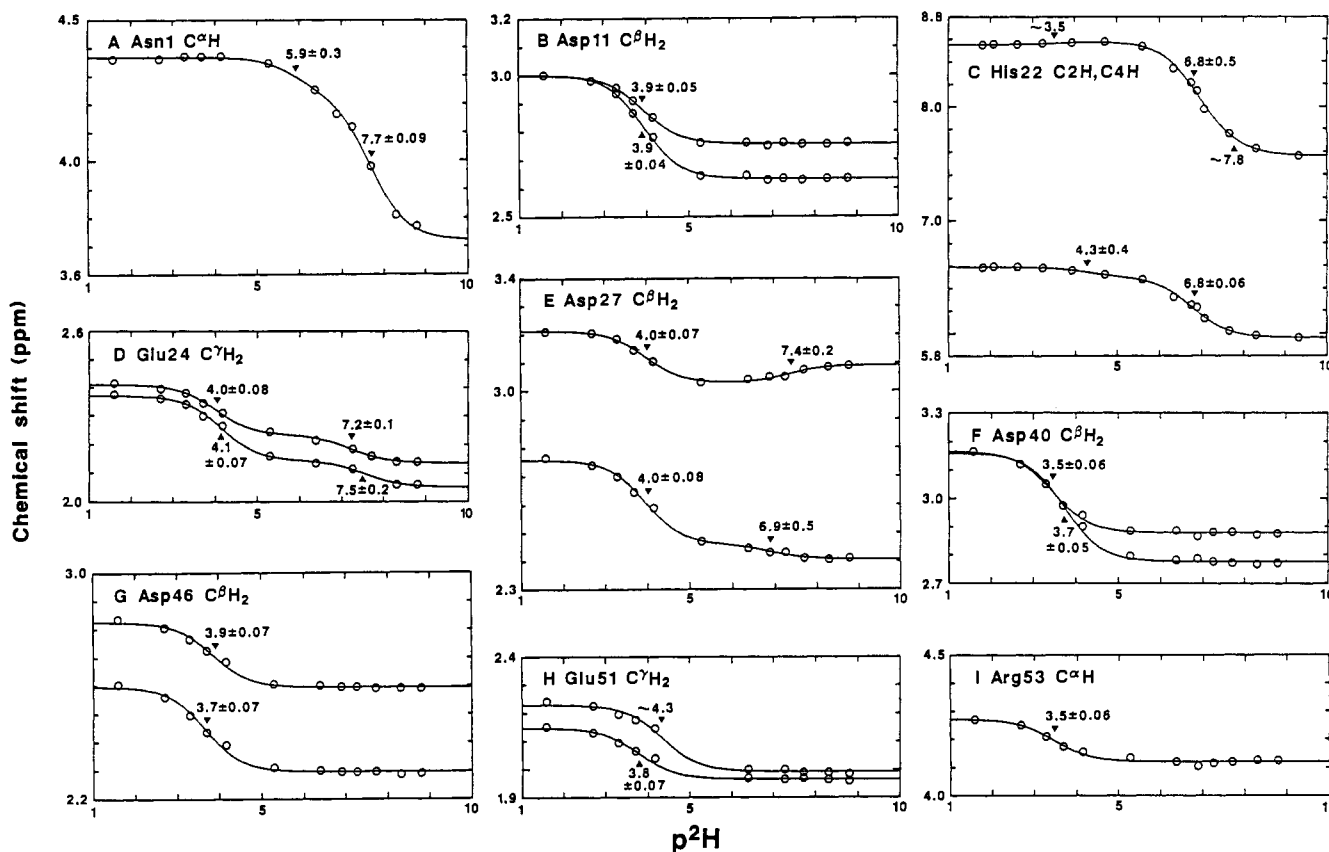 Chemical shift (ppm)
A Asn1 CᵅH
4.5
4.0
3.6
5.9±0.3
7.7±0.09
1 5 10
B Asp11 CᵝH₂
3.2
3.0
2.5
3.9±0.05
3.9
±0.04
1 5 10
C His22 C2H,C4H
8.8
8.0
7.0
5.8
~3.5
6.8±0.5
~7.8
4.3±0.4
6.8±0.06
1 5 10
D Glu24 CᵞH₂
2.6
2.0
4.0±0.08
4.1
±0.07
7.2±0.1
7.5±0.2
1 5 10
E Asp27 CᵝH₂
3.4
3.1
2.3
4.0±0.07
7.4±0.2
4.0±0.08
6.9±0.5
1 5 10
F Asp40 CᵝH₂
3.3
3.0
2.7
3.5±0.06
3.7
±0.05
1 5 10
G Asp46 CᵝH₂
3.0
2.2
3.9±0.07
3.7±0.07
1 5 10
H Glu51 CᵞH₂
2.4
1.9
~4.3
3.8
±0.07
1 5 10
I Arg53 CᵅH
4.5
4.0
3.5±0.06
1 5 1
p²H